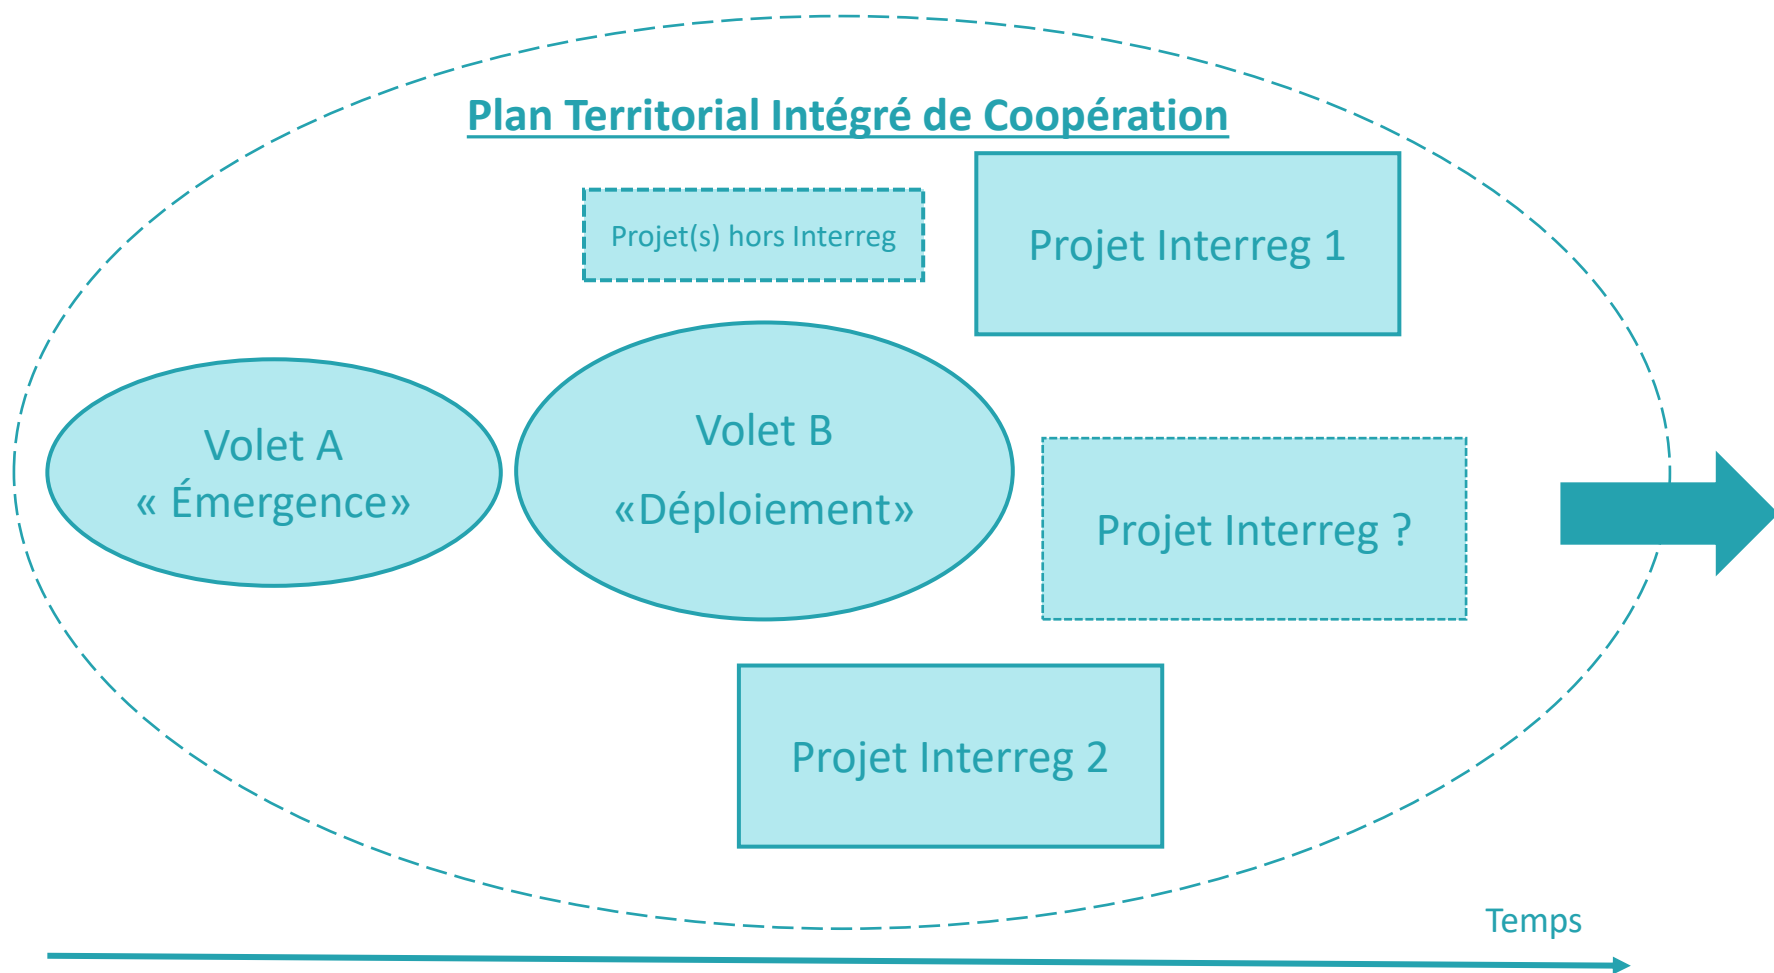 Plan Territorial Intégré de Coopération
Projet(s) hors Interreg
Projet Interreg 1
Volet A
« Émergence»
Volet B
«Déploiement»
Projet Interreg ?
Projet Interreg 2
Temps